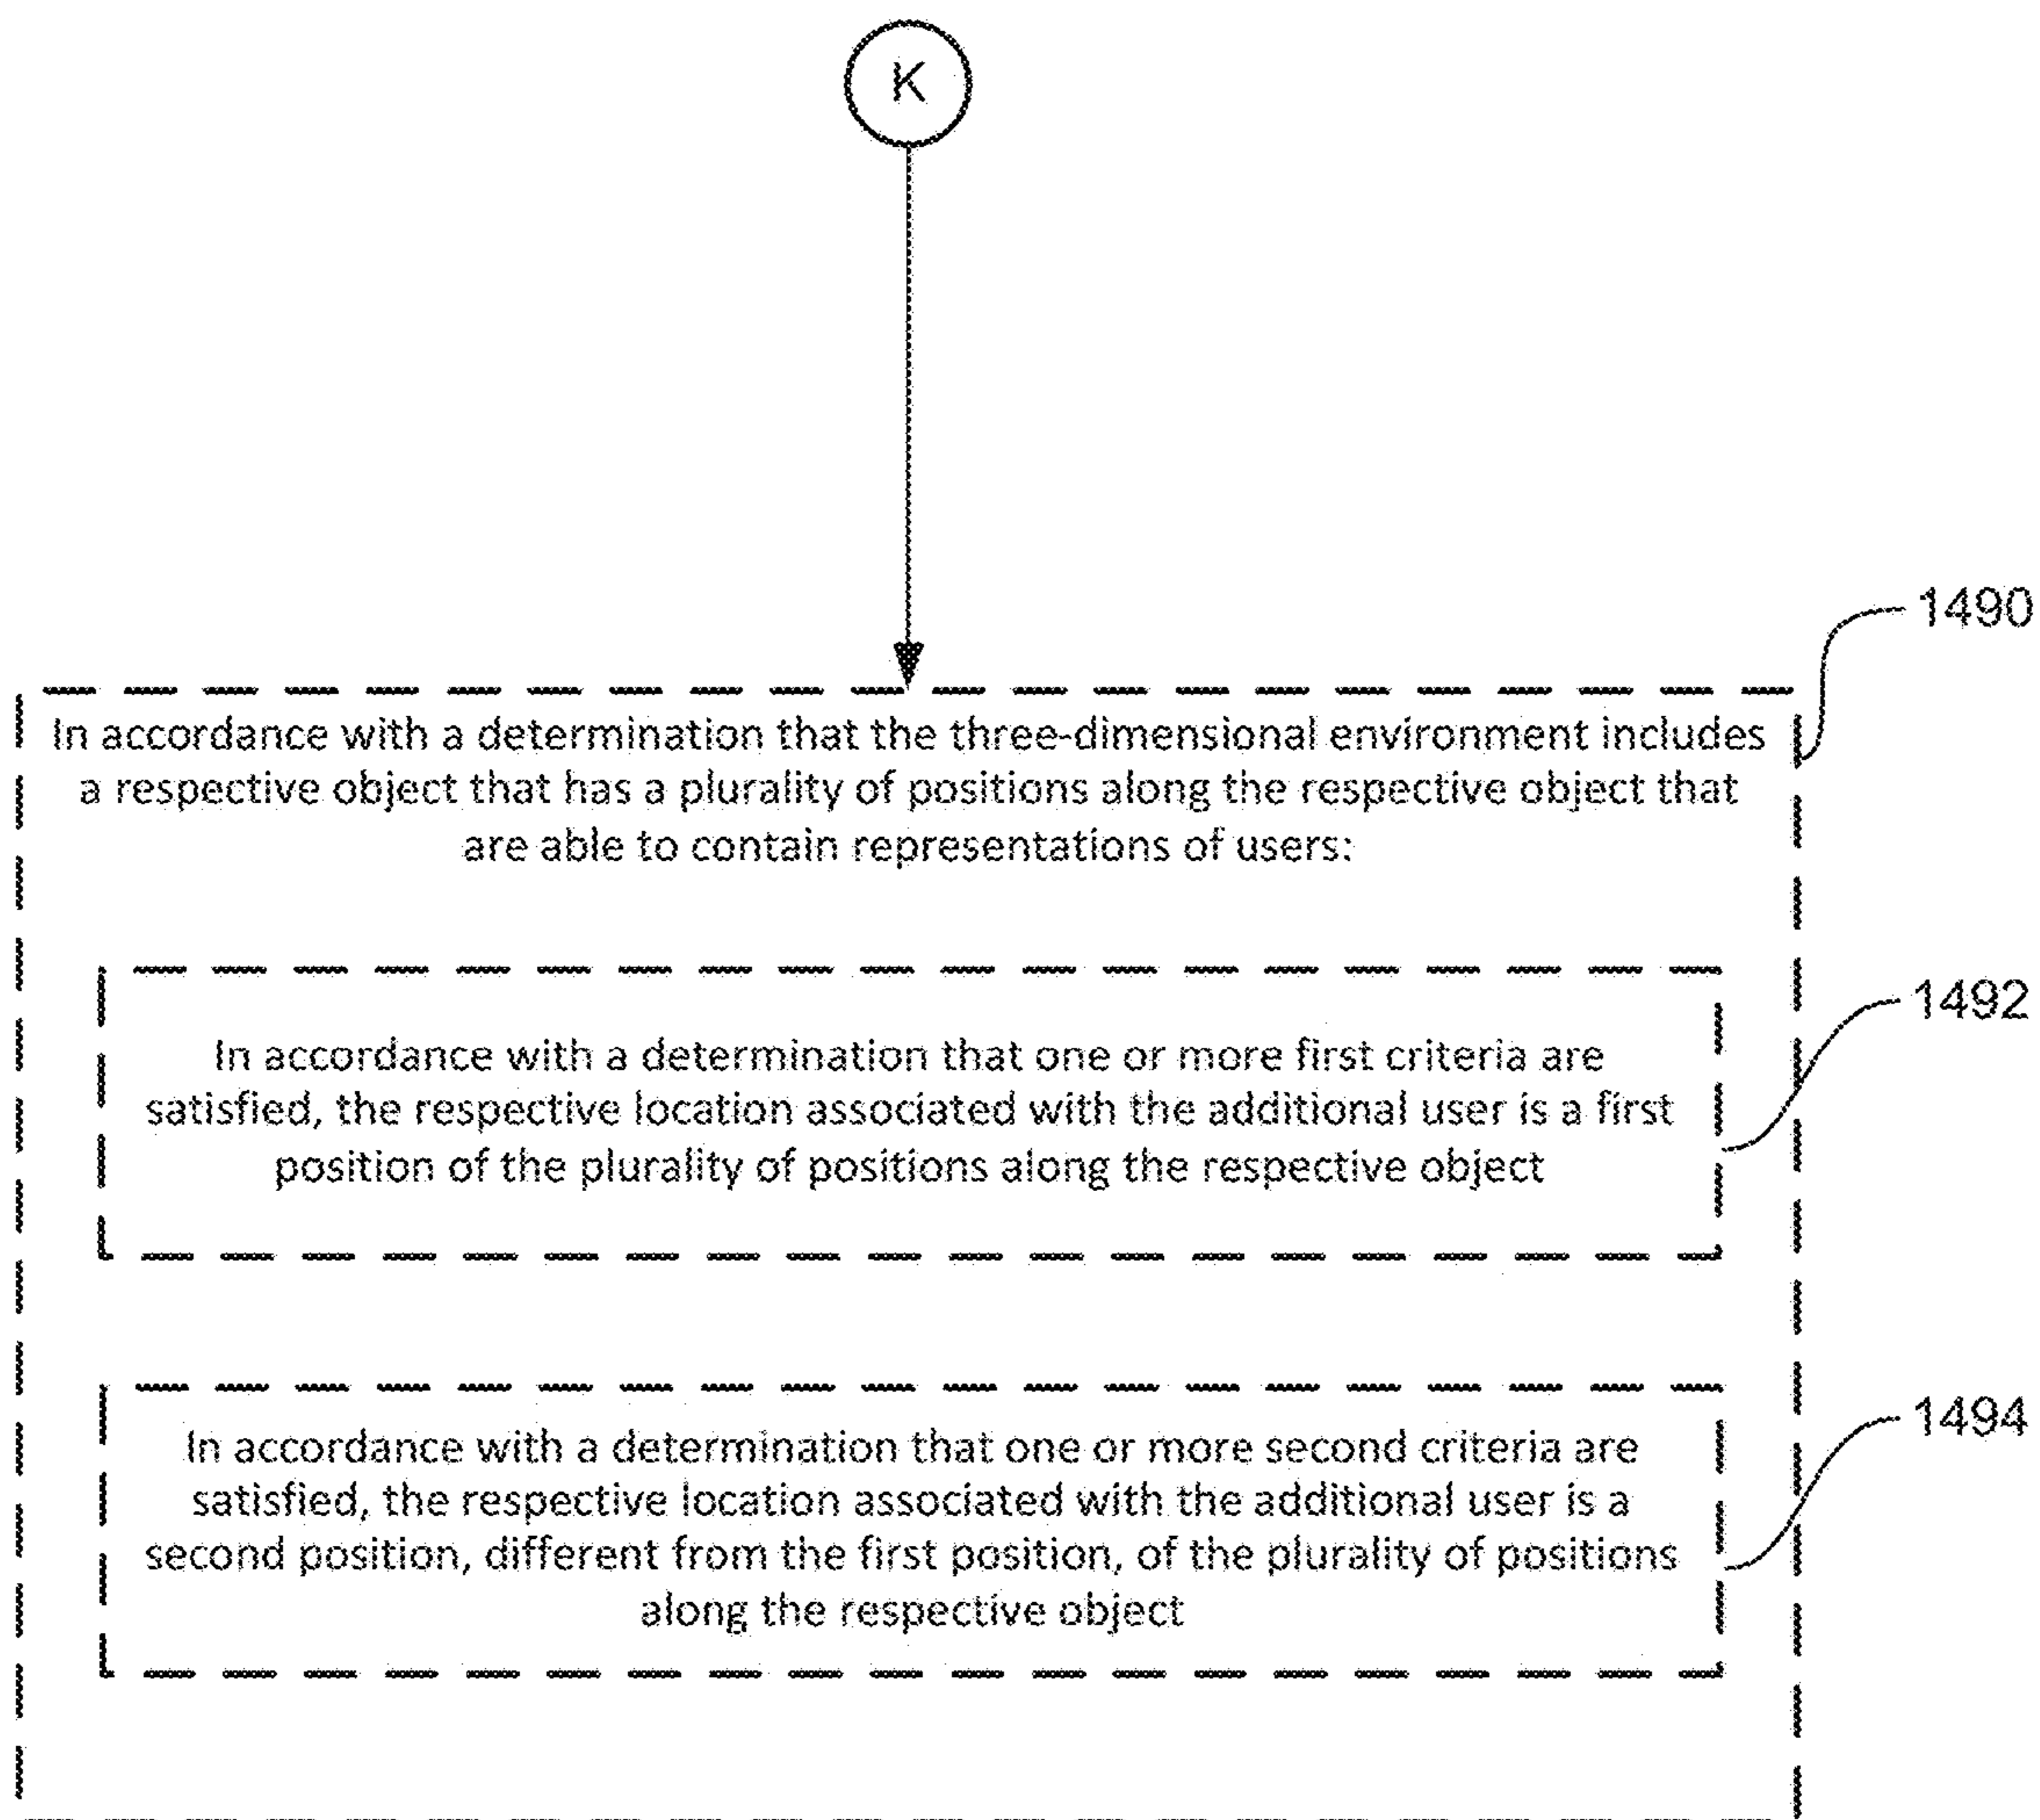 K
1490
In accordance with a determination that the three-dimensional environment includes
a respective object that has a plurality of positions along the respective object that
are able to contain representations of users:
1492
In accordance with a determination that one or more first criteria are
satisfied, the respective location associated with the additional user is a first
position of the plurality of positions along the respective object
1494
In accordance with a determination that one or more second criteria are
satisfied, the respective location associated with the additional user is a
second position, different from the first position, of the plurality of positions
along the respective object